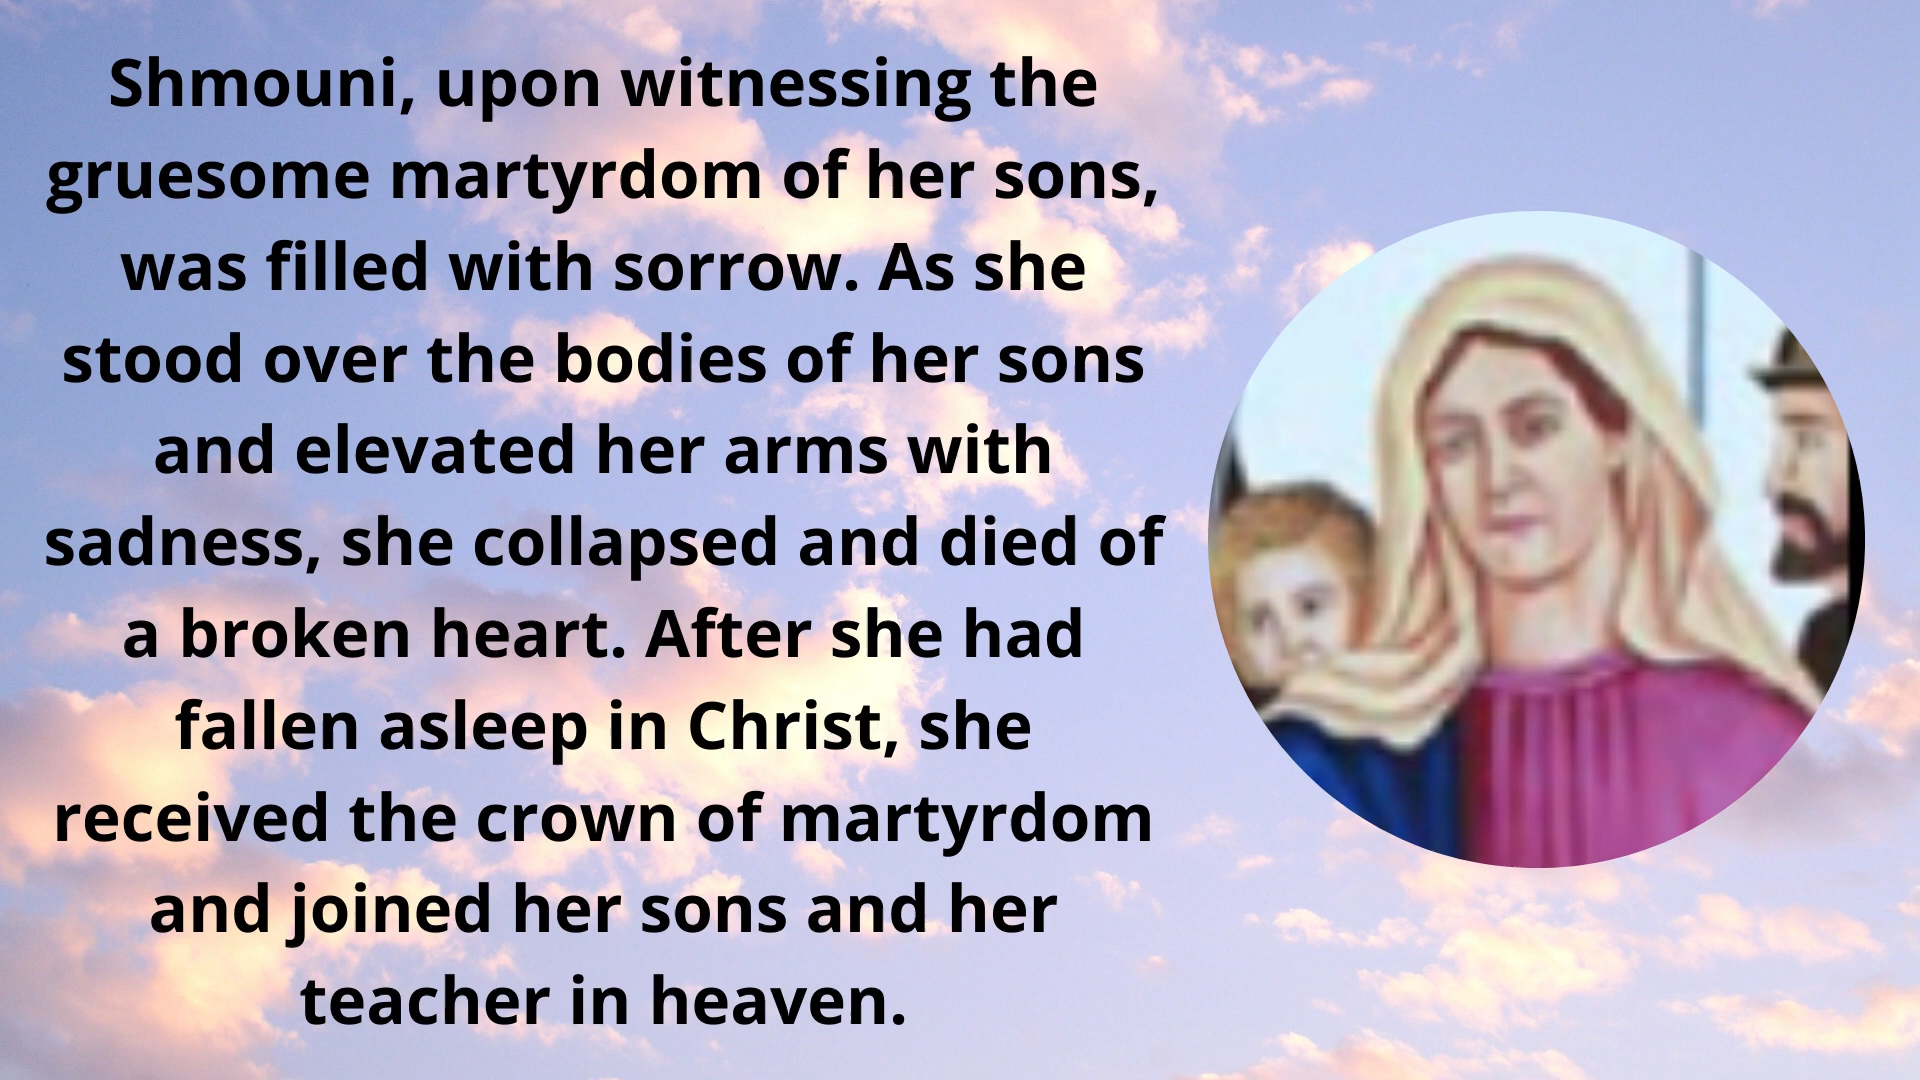 Shmouni, upon witnessing the
gruesome martyrdom of her sons,
was filled with sorrow. As she
stood over the bodies of her sons
and elevated her arms with
sadness, she collapsed and died of
a broken heart. After she had
fallen asleep in Christ, she
received the crown of martyrdom
and joined her sons and her
teacher in heaven.